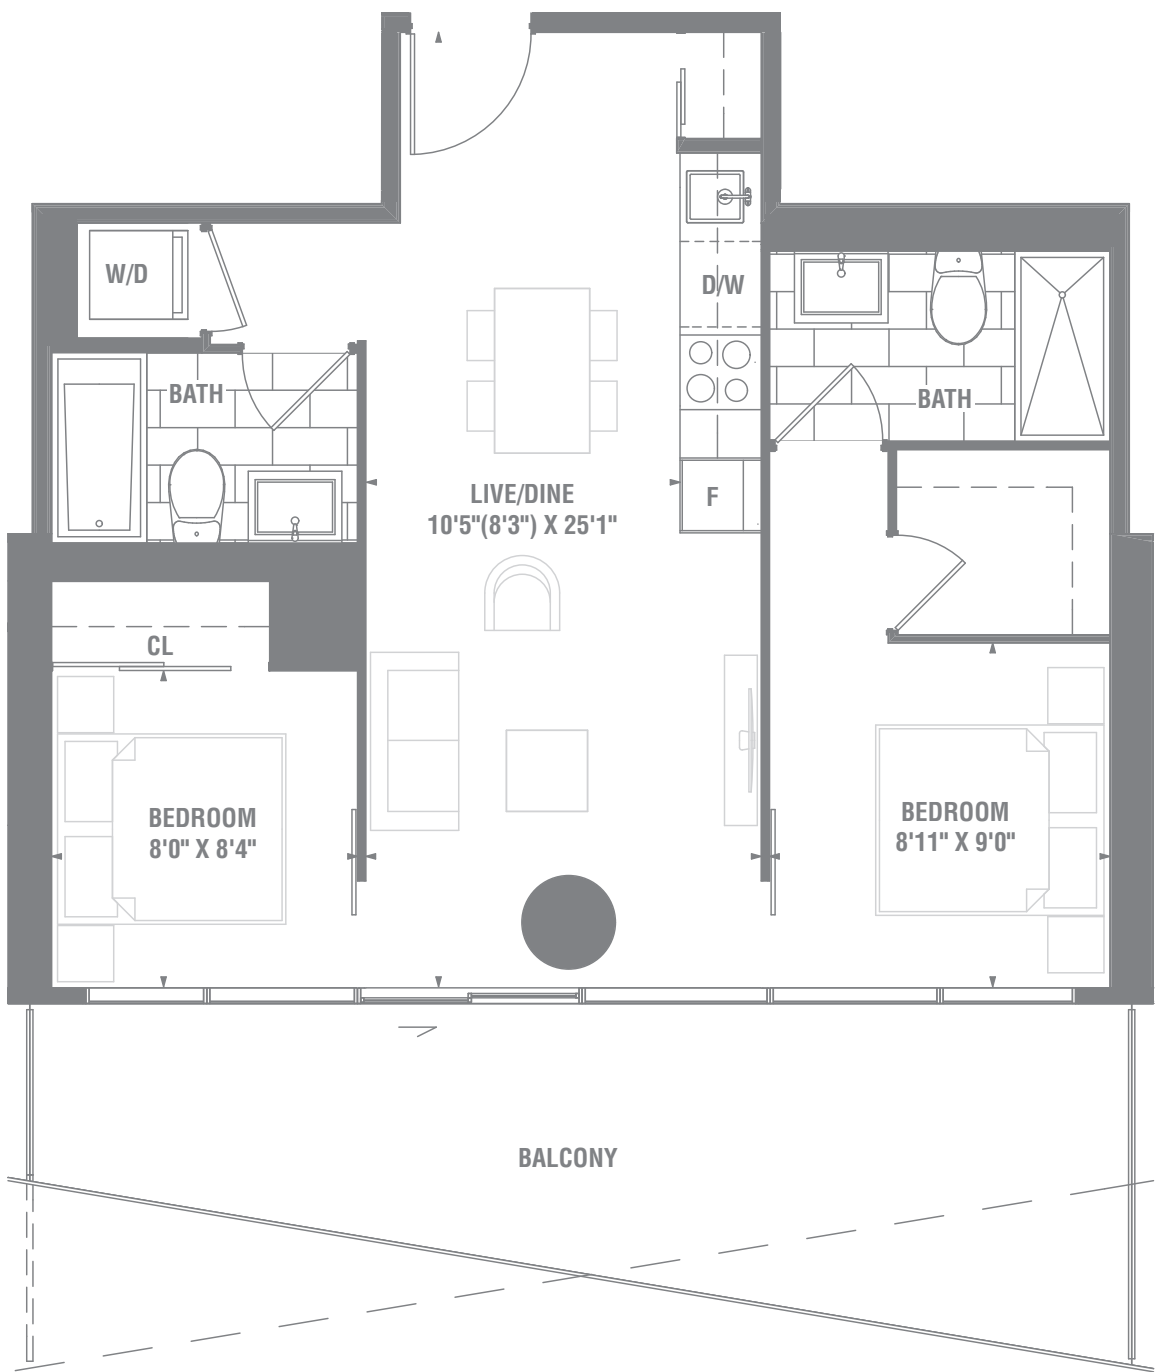 W/D
D/W
BATH
BATH
LIVE/DINE
10'5"(8'3") X 25'1"
F
CL
BEDROOM
8'0" X 8'4"
BEDROOM
8'11" X 9'0"
BALCONY